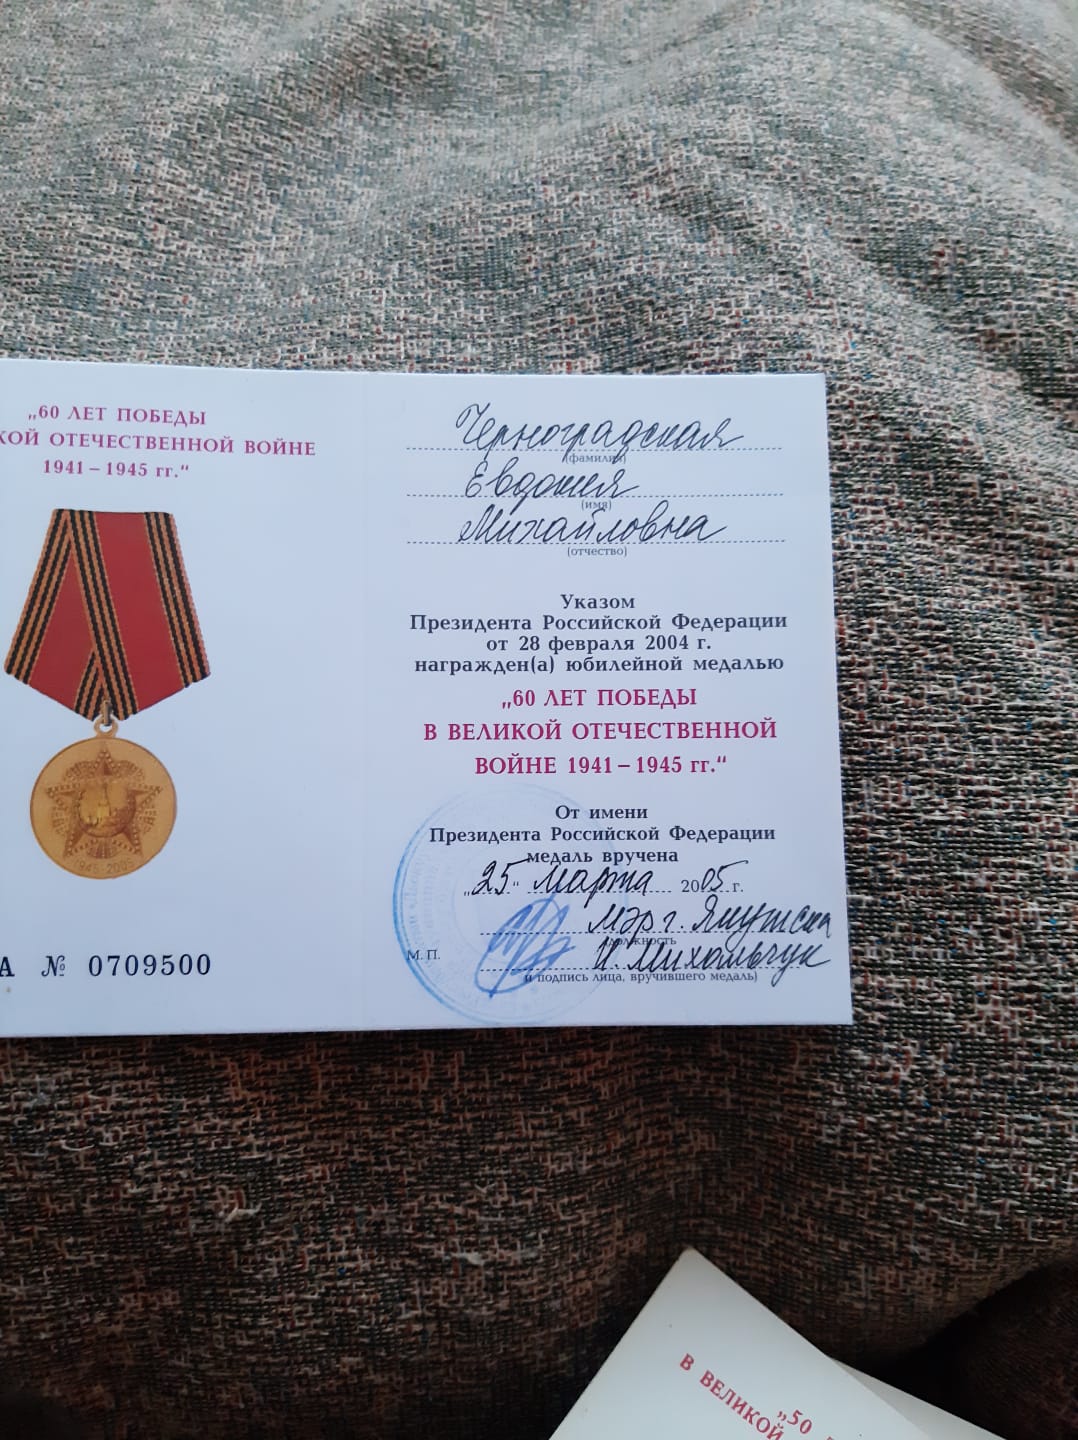 „60 ЛЕТ ПОБЕДЫ
КОЙ ОТЕЧЕСТВЕННОЙ ВОЙНЕ
1941 – 1945 гг.“
1945-2005
А № 0709500
Черноградская
(фамилия)
Евдокия
(имя)
Михайловна
(отчество)
Указом
Президента Российской Федерации
от 28 февраля 2004 г.
награжден(а) юбилейной медалью
„60 ЛЕТ ПОБЕДЫ
В ВЕЛИКОЙ ОТЕЧЕСТВЕННОЙ
ВОЙНЕ 1941 – 1945 гг.“
От имени
Президента Российской Федерации
медаль вручена
„25“ марта 2005 г.
мэр г. Якутска
(должность
М. П.
И. Михальчук
и подпись лица, вручившего медаль)
„50
В ВЕЛИКОЙ